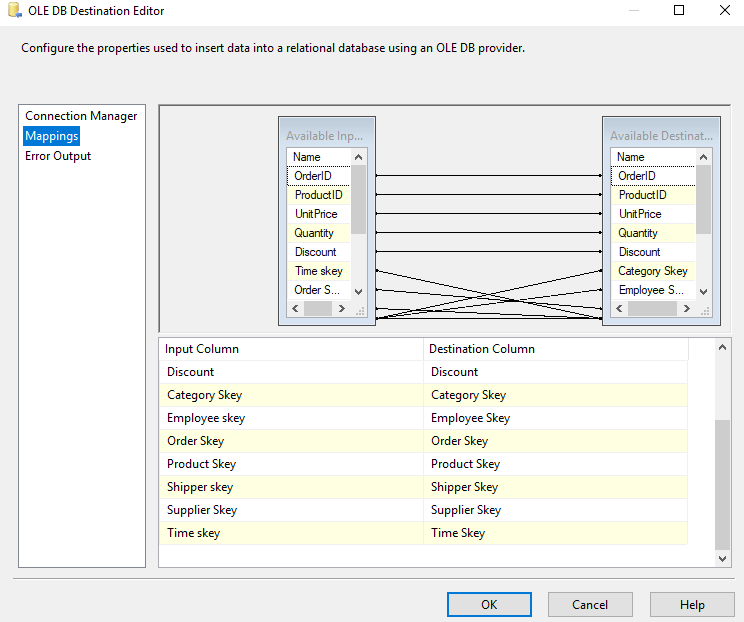 OLE DB Destination Editor
Configure the properties used to insert data into a relational database using an OLE DB provider.
Connection Manager
Mappings
Error Output
Available Inp...
Name
OrderID
ProductID
UnitPrice
Quantity
Discount
Time skey
Order S...
Available Destinat...
Name
OrderID
ProductID
UnitPrice
Quantity
Discount
Category Skey
Employee S...
Input Column Destination Column
Discount Discount
Category Skey Category Skey
Employee skey Employee Skey
Order Skey Order Skey
Product Skey Product Skey
Shipper skey Shipper Skey
Supplier Skey Supplier Skey
Time skey Time Skey
OK Cancel Help